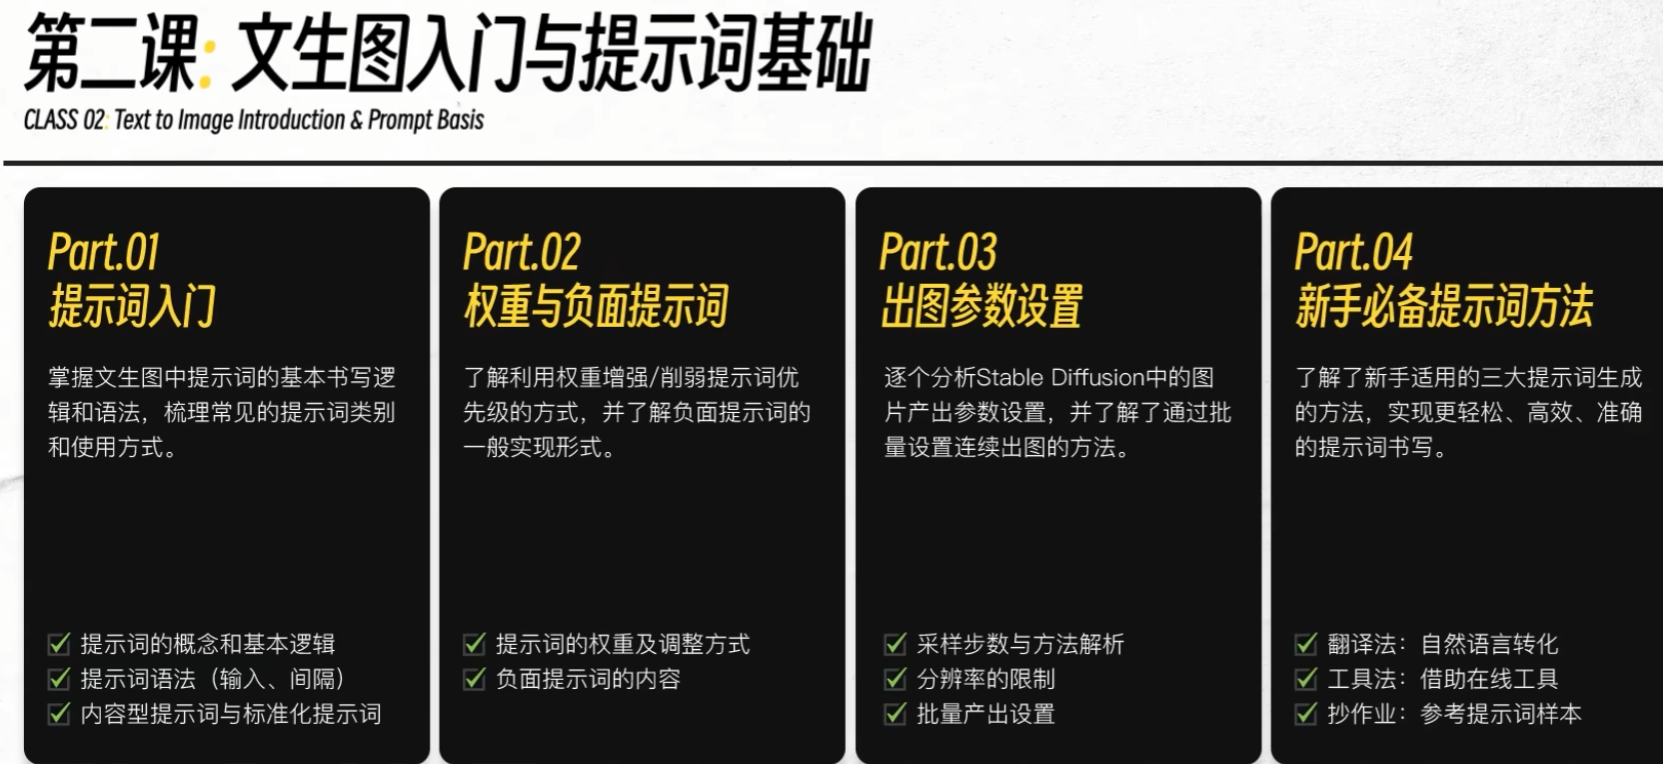 第二课：文生图入门与提示词基础
CLASS 02: Text to Image Introduction & Prompt Basis
Part.01
提示词入门
掌握文生图中提示词的基本书写逻
辑和语法，梳理常见的提示词类别
和使用方式。
提示词的概念和基本逻辑
提示词语法（输入、间隔）
内容型提示词与标准化提示词
Part.02
权重与负面提示词
了解利用权重增强/削弱提示词优
先级的方式，并了解负面提示词的
一般实现形式。
提示词的权重及调整方式
负面提示词的内容
Part.03
出图参数设置
逐个分析Stable Diffusion中的图
片产出参数设置，并了解了通过批
量设置连续出图的方法。
采样步数与方法解析
分辨率的限制
批量产出设置
Part.04
新手必备提示词方法
了解了新手适用的三大提示词生成
的方法，实现更轻松、高效、准确
的提示词书写。
翻译法：自然语言转化
工具法：借助在线工具
抄作业：参考提示词样本